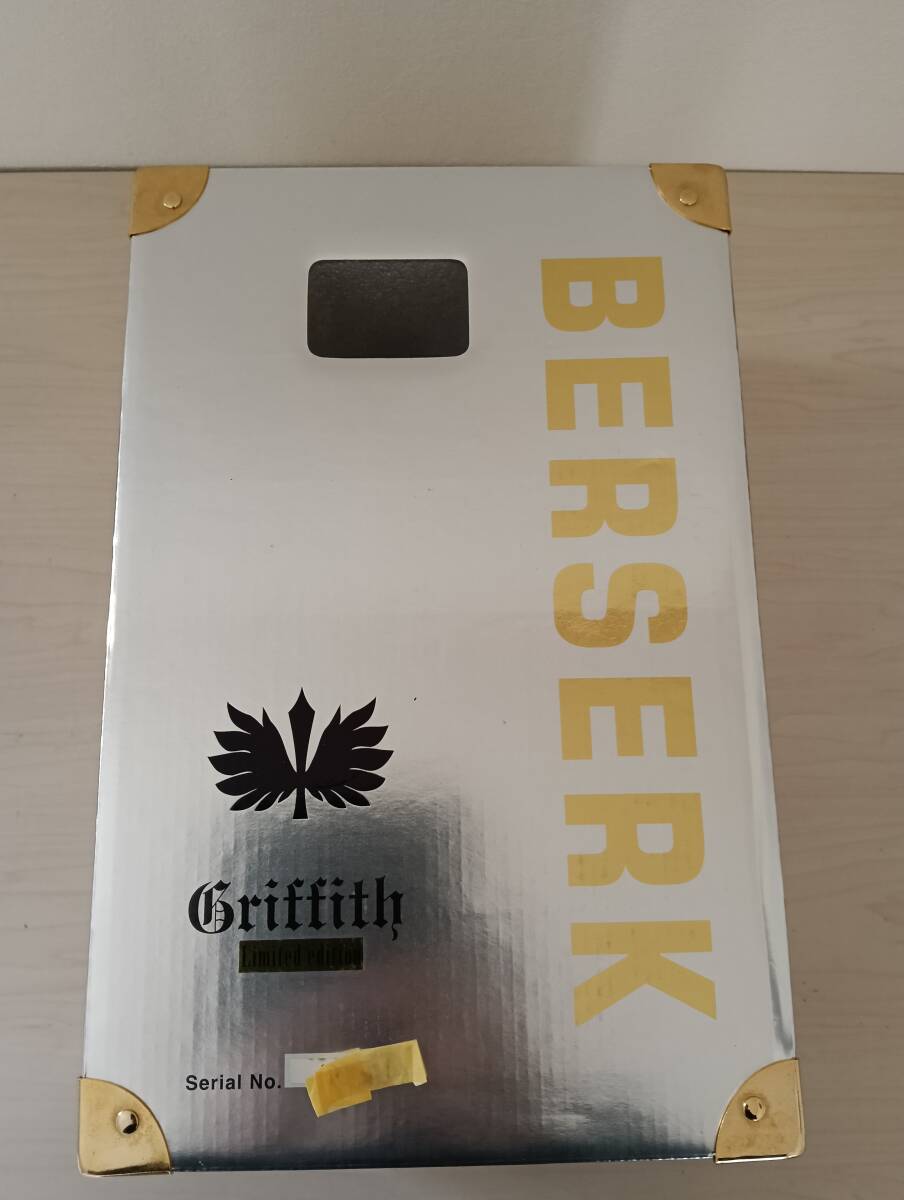 BERSERK
Griffith
Limited edition
Serial No.